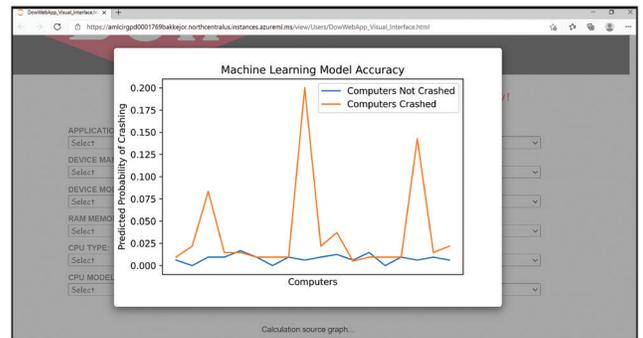 DowWebApp_Visual_Interface.ht
https://amlcirgpd0001769bakkejor.northcentralus.instances.azureml.ms/view/Users/DowWebApp_Visual_Interface.html
Machine Learning Model Accuracy
Computers Not Crashed
Computers Crashed
Predicted Probability of Crashing
0.200
0.175
0.150
0.125
0.100
0.075
0.050
0.025
0.000
Computers
APPLICATIO
Select
DEVICE MAN
Select
DEVICE MOD
Select
RAM MEMO
Select
CPU TYPE:
Select
CPU MODEL
Select
Calculation source graph...